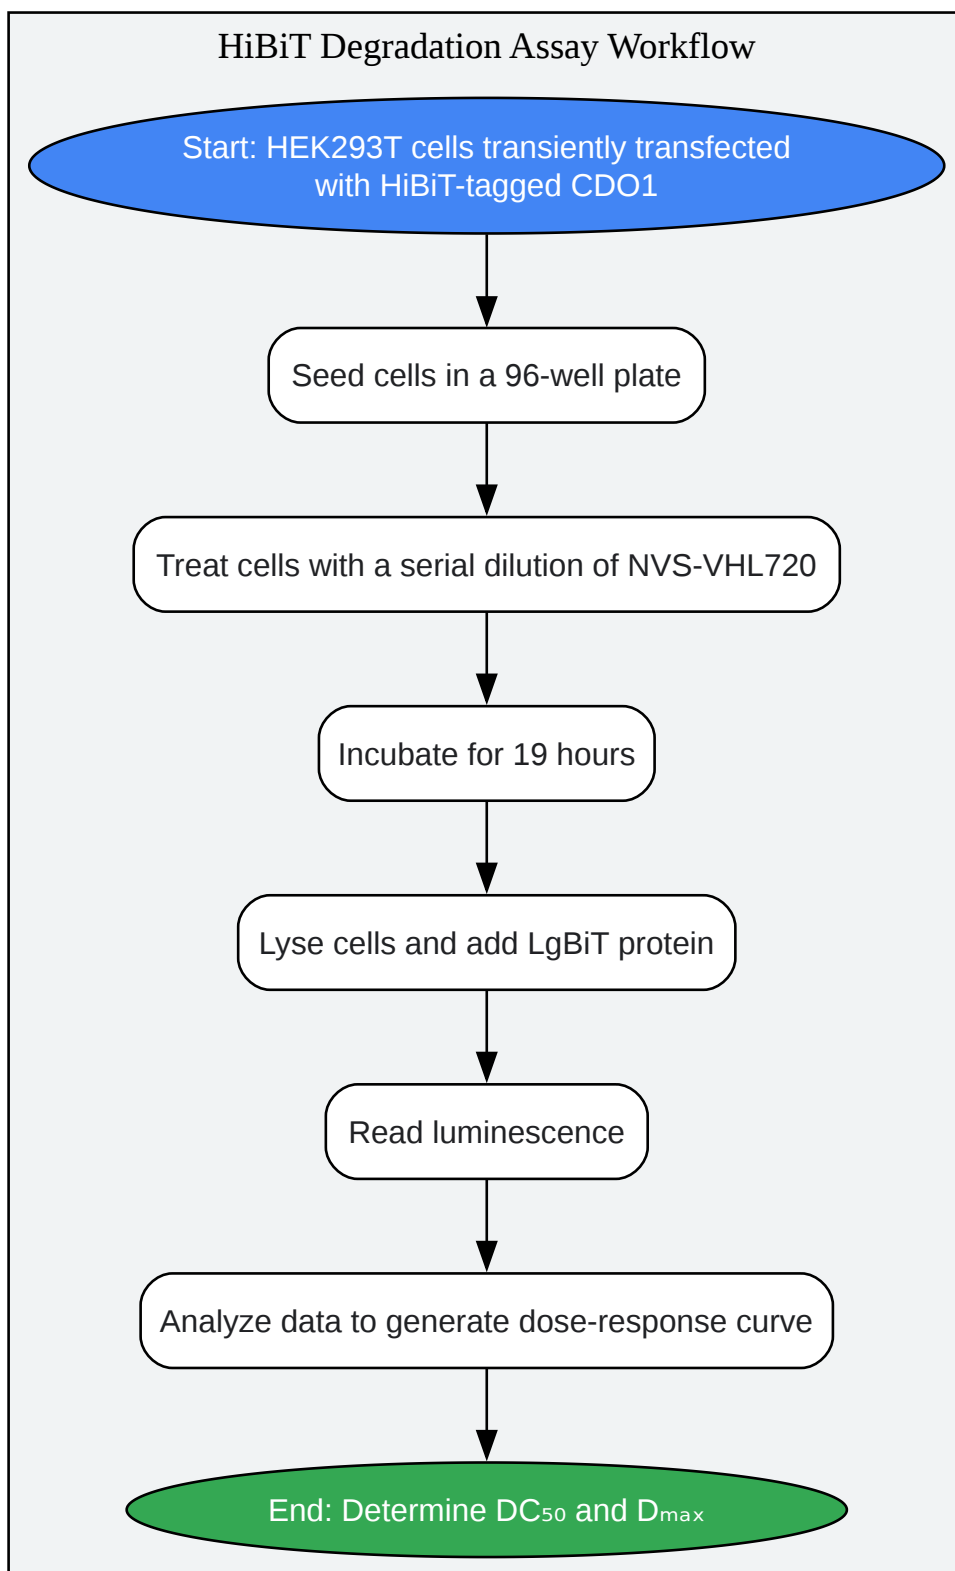 HiBiT Degradation Assay Workflow
Start: HEK293T cells transiently transfected
with HiBiT-tagged CDO1
Seed cells in a 96-well plate
Treat cells with a serial dilution of NVS-VHL720
Incubate for 19 hours
Lyse cells and add LgBiT protein
Read luminescence
Analyze data to generate dose-response curve
End: Determine DC₅₀ and Dₘₐₓ